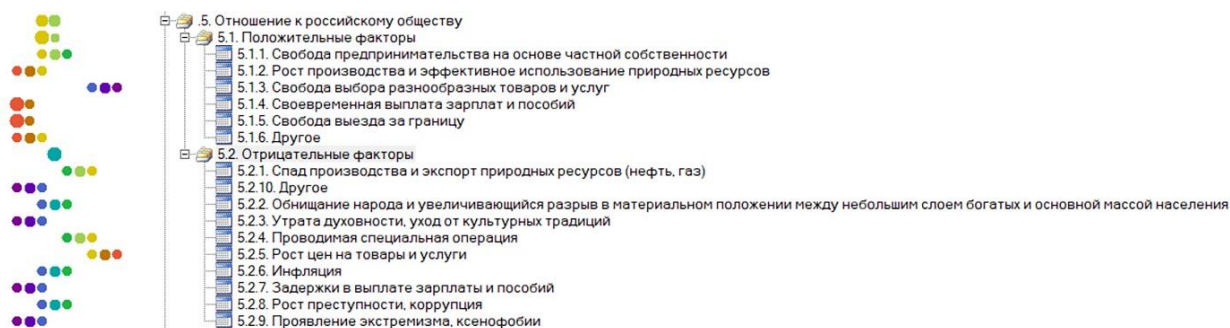 .5. Отношение к российскому обществу
5.1. Положительные факторы
5.1.1. Свобода предпринимательства на основе частной собственности
5.1.2. Рост производства и эффективное использование природных ресурсов
5.1.3. Свобода выбора разнообразных товаров и услуг
5.1.4. Своевременная выплата зарплат и пособий
5.1.5. Свобода выезда за границу
5.1.6. Другое
5.2. Отрицательные факторы
5.2.1. Спад производства и экспорт природных ресурсов (нефть, газ)
5.2.10. Другое
5.2.2. Обнищание народа и увеличивающийся разрыв в материальном положении между небольшим слоем богатых и основной массой населения
5.2.3. Утрата духовности, уход от культурных традиций
5.2.4. Проводимая специальная операция
5.2.5. Рост цен на товары и услуги
5.2.6. Инфляция
5.2.7. Задержки в выплате зарплаты и пособий
5.2.8. Рост преступности, коррупция
5.2.9. Проявление экстремизма, ксенофобии